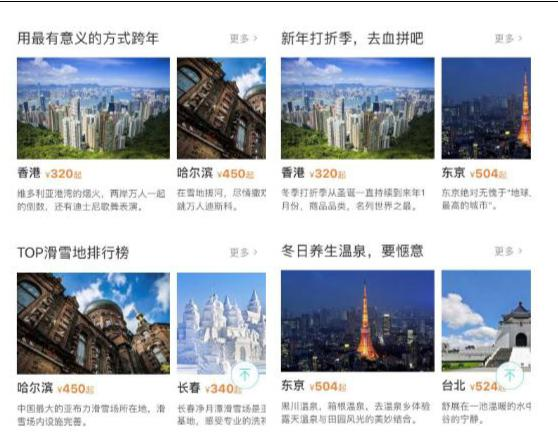 用最有意义的方式跨年 更多 >
香港 ¥320起
维多利亚港湾的烟火，两岸万人一起
的倒数，还有迪士尼歌舞表演。
哈尔滨 ¥450起
在雪地拔河，尽情撒欢
跳万人迪斯科。
新年打折季，去血拼吧 更多 >
香港 ¥320起
冬季打折季从圣诞一直持续到来年1
月份，商品品类，名列世界之最。
东京 ¥504起
东京绝对无愧于“地球、
最高的城市”。
TOP滑雪地排行榜 更多 >
哈尔滨 ¥450起
中国最大的亚布力滑雪场所在地，滑
雪场内设施完善。
长春 ¥340起
长春净月潭滑雪场是
基地，感受专业的洗礼
冬日养生温泉，要惬意 更多 >
东京 ¥504起
黑川温泉，箱根温泉，去温泉乡体验
露天温泉与田园风光的美妙结合。
台北 ¥524起
舒展在一池温暖的水中
谷的宁静。